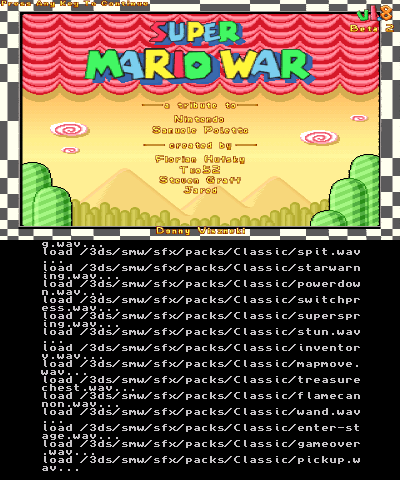 Press Any Key To Continue
v1.8
Beta 2
SUPER
MARIO WAR
a tribute to
Nintendo
Samuele Poletto
created by
Florian Hufsky
Two52
Steven Graff
Jared
g.wav...
load /3ds/smw/sfx/packs/Classic/spit.wav
...
load /3ds/smw/sfx/packs/Classic/starwarn
ing.wav...
load /3ds/smw/sfx/packs/Classic/powerdow
n.wav...
load /3ds/smw/sfx/packs/Classic/switchpr
ess.wav...
load /3ds/smw/sfx/packs/Classic/superspr
ing.wav...
load /3ds/smw/sfx/packs/Classic/stun.wav
...
load /3ds/smw/sfx/packs/Classic/inventor
y.wav...
load /3ds/smw/sfx/packs/Classic/mapmove.
wav...
load /3ds/smw/sfx/packs/Classic/treasure
chest.wav...
load /3ds/smw/sfx/packs/Classic/flamecan
non.wav...
load /3ds/smw/sfx/packs/Classic/wand.wav
...
load /3ds/smw/sfx/packs/Classic/enter-st
age.wav...
load /3ds/smw/sfx/packs/Classic/gameover
.wav...
load /3ds/smw/sfx/packs/Classic/pickup.w
av...